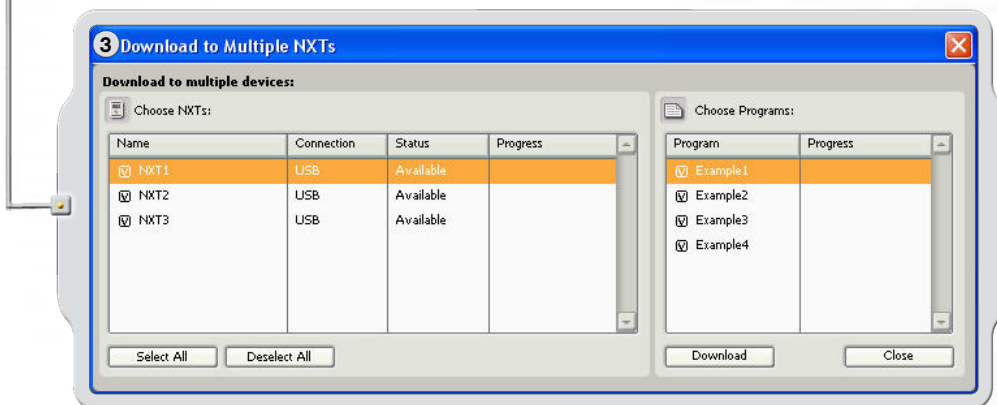 3 Download to Multiple NXTs
Download to multiple devices:
Choose NXTs:
Name Connection Status Progress
NXT1 USB Available
NXT2 USB Available
NXT3 USB Available
Select All Deselect All
Choose Programs:
Program Progress
Example1
Example2
Example3
Example4
Download Close